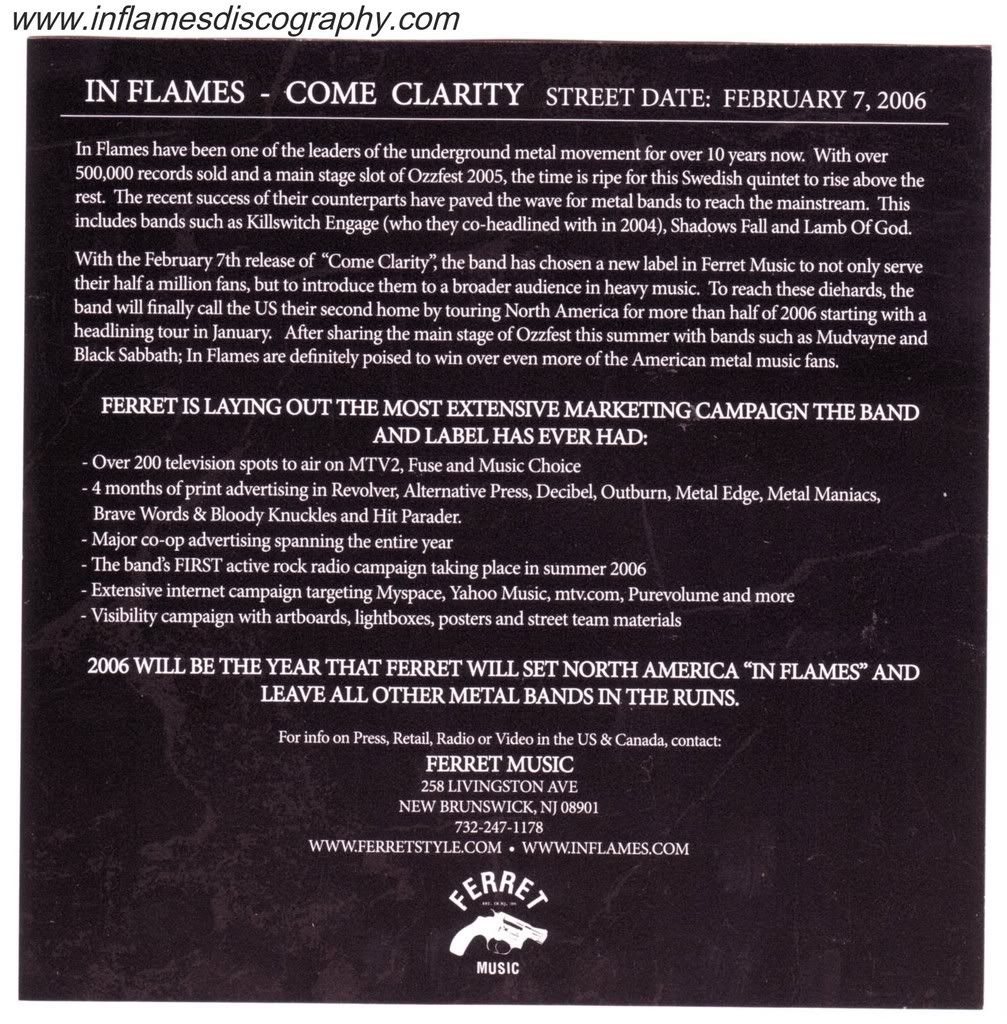 www.inflamesdiscography.com
IN FLAMES - COME CLARITY STREET DATE: FEBRUARY 7, 2006
In Flames have been one of the leaders of the underground metal movement for over 10 years now. With over
500,000 records sold and a main stage slot of Ozzfest 2005, the time is ripe for this Swedish quintet to rise above the
rest. The recent success of their counterparts have paved the wave for metal bands to reach the mainstream. This
includes bands such as Killswitch Engage (who they co-headlined with in 2004), Shadows Fall and Lamb Of God.
With the February 7th release of "Come Clarity", the band has chosen a new label in Ferret Music to not only serve
their half a million fans, but to introduce them to a broader audience in heavy music. To reach these diehards, the
band will finally call the US their second home by touring North America for more than half of 2006 starting with a
headlining tour in January. After sharing the main stage of Ozzfest this summer with bands such as Mudvayne and
Black Sabbath; In Flames are definitely poised to win over even more of the American metal music fans.
FERRET IS LAYING OUT THE MOST EXTENSIVE MARKETING CAMPAIGN THE BAND
AND LABEL HAS EVER HAD:
- Over 200 television spots to air on MTV2, Fuse and Music Choice
- 4 months of print advertising in Revolver, Alternative Press, Decibel, Outburn, Metal Edge, Metal Maniacs,
Brave Words & Bloody Knuckles and Hit Parader.
- Major co-op advertising spanning the entire year
- The band's FIRST active rock radio campaign taking place in summer 2006
- Extensive internet campaign targeting Myspace, Yahoo Music, mtv.com, Purevolume and more
- Visibility campaign with artboards, lightboxes, posters and street team materials
2006 WILL BE THE YEAR THAT FERRET WILL SET NORTH AMERICA "IN FLAMES" AND
LEAVE ALL OTHER METAL BANDS IN THE RUINS.
For info on Press, Retail, Radio or Video in the US & Canada, contact:
FERRET MUSIC
258 LIVINGSTON AVE
NEW BRUNSWICK, NJ 08901
732-247-1178
WWW.FERRETSTYLE.COM • WWW.INFLAMES.COM
FERRET
MUSIC